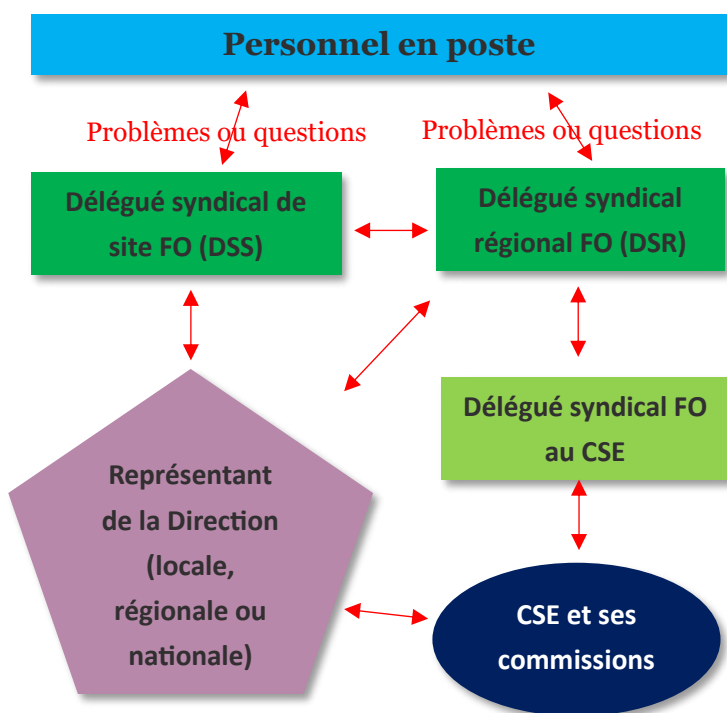 Personnel en poste
Problèmes ou questions
Problèmes ou questions
Délégué syndical de
site FO (DSS)
Délégué syndical
régional FO (DSR)
Délégué syndical FO
au CSE
Représentant
de la Direction
(locale,
régionale ou
nationale)
CSE et ses
commissions